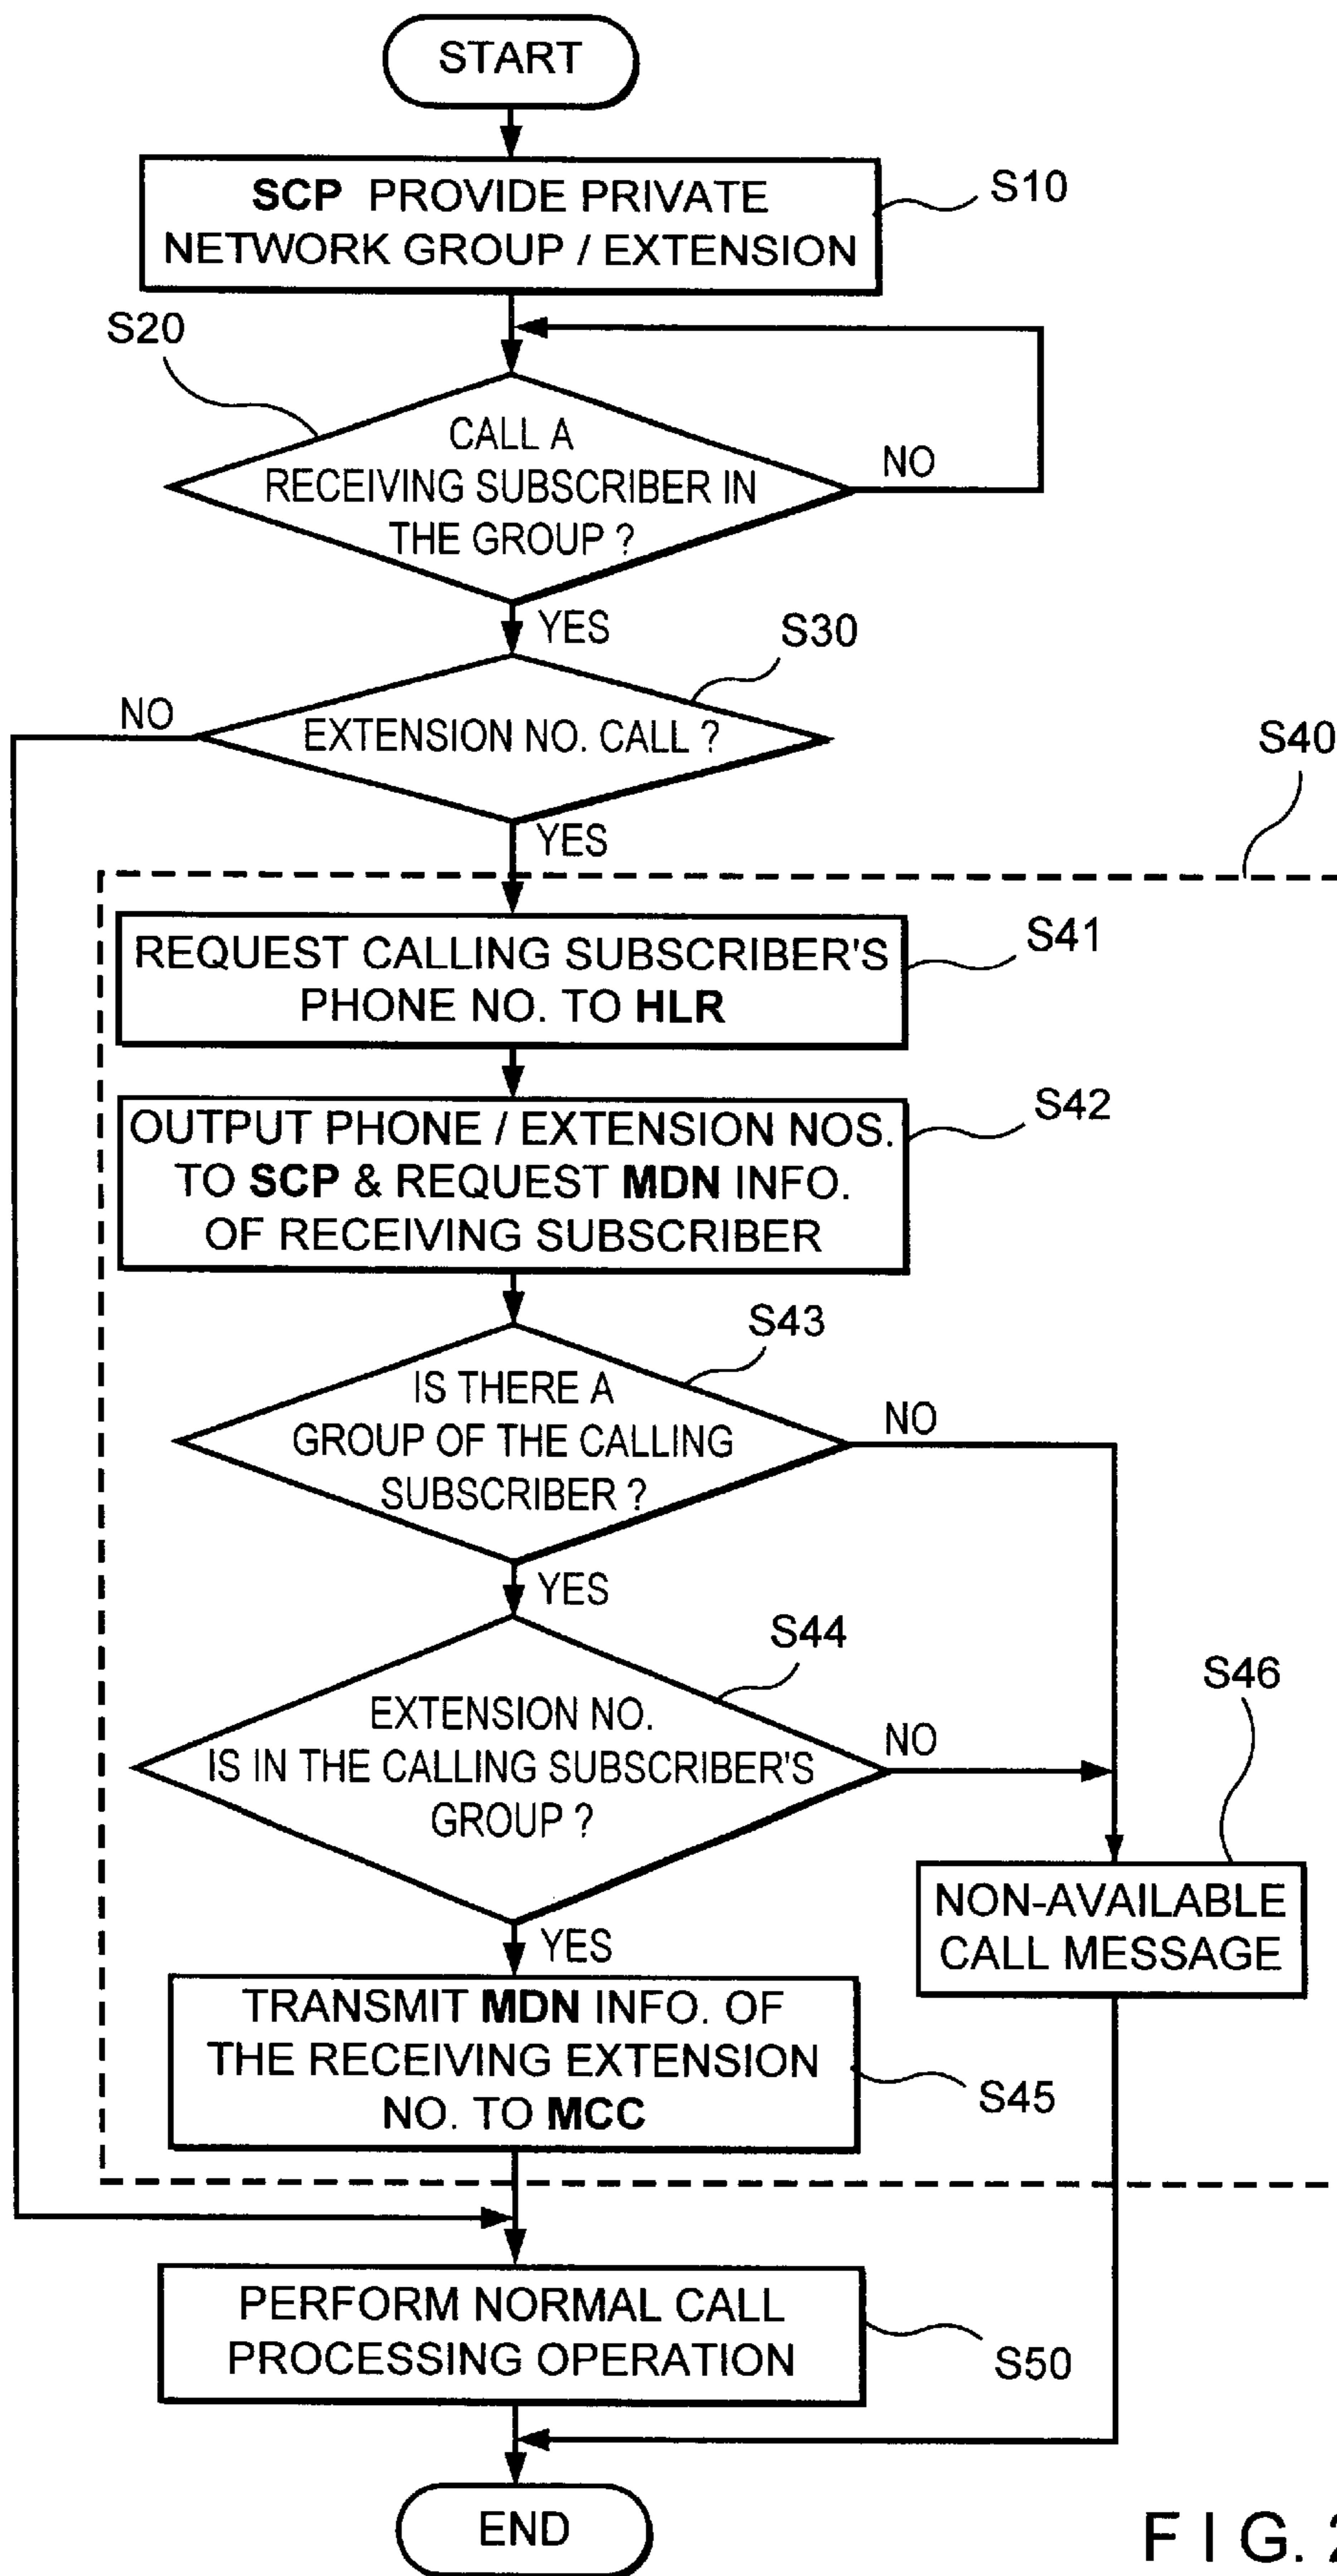 START
SCP PROVIDE PRIVATE
NETWORK GROUP / EXTENSION
S10
S20
CALL A
RECEIVING SUBSCRIBER IN
THE GROUP ?
NO
YES
S30
NO
EXTENSION NO. CALL ?
S40
YES
REQUEST CALLING SUBSCRIBER'S
PHONE NO. TO HLR
S41
OUTPUT PHONE / EXTENSION NOS.
TO SCP & REQUEST MDN INFO.
OF RECEIVING SUBSCRIBER
S42
S43
IS THERE A
GROUP OF THE CALLING
SUBSCRIBER ?
NO
YES
S44
EXTENSION NO.
IS IN THE CALLING SUBSCRIBER'S
GROUP ?
NO
S46
NON-AVAILABLE
CALL MESSAGE
YES
TRANSMIT MDN INFO. OF
THE RECEIVING EXTENSION
NO. TO MCC
S45
PERFORM NORMAL CALL
PROCESSING OPERATION
S50
END
FIG. 2